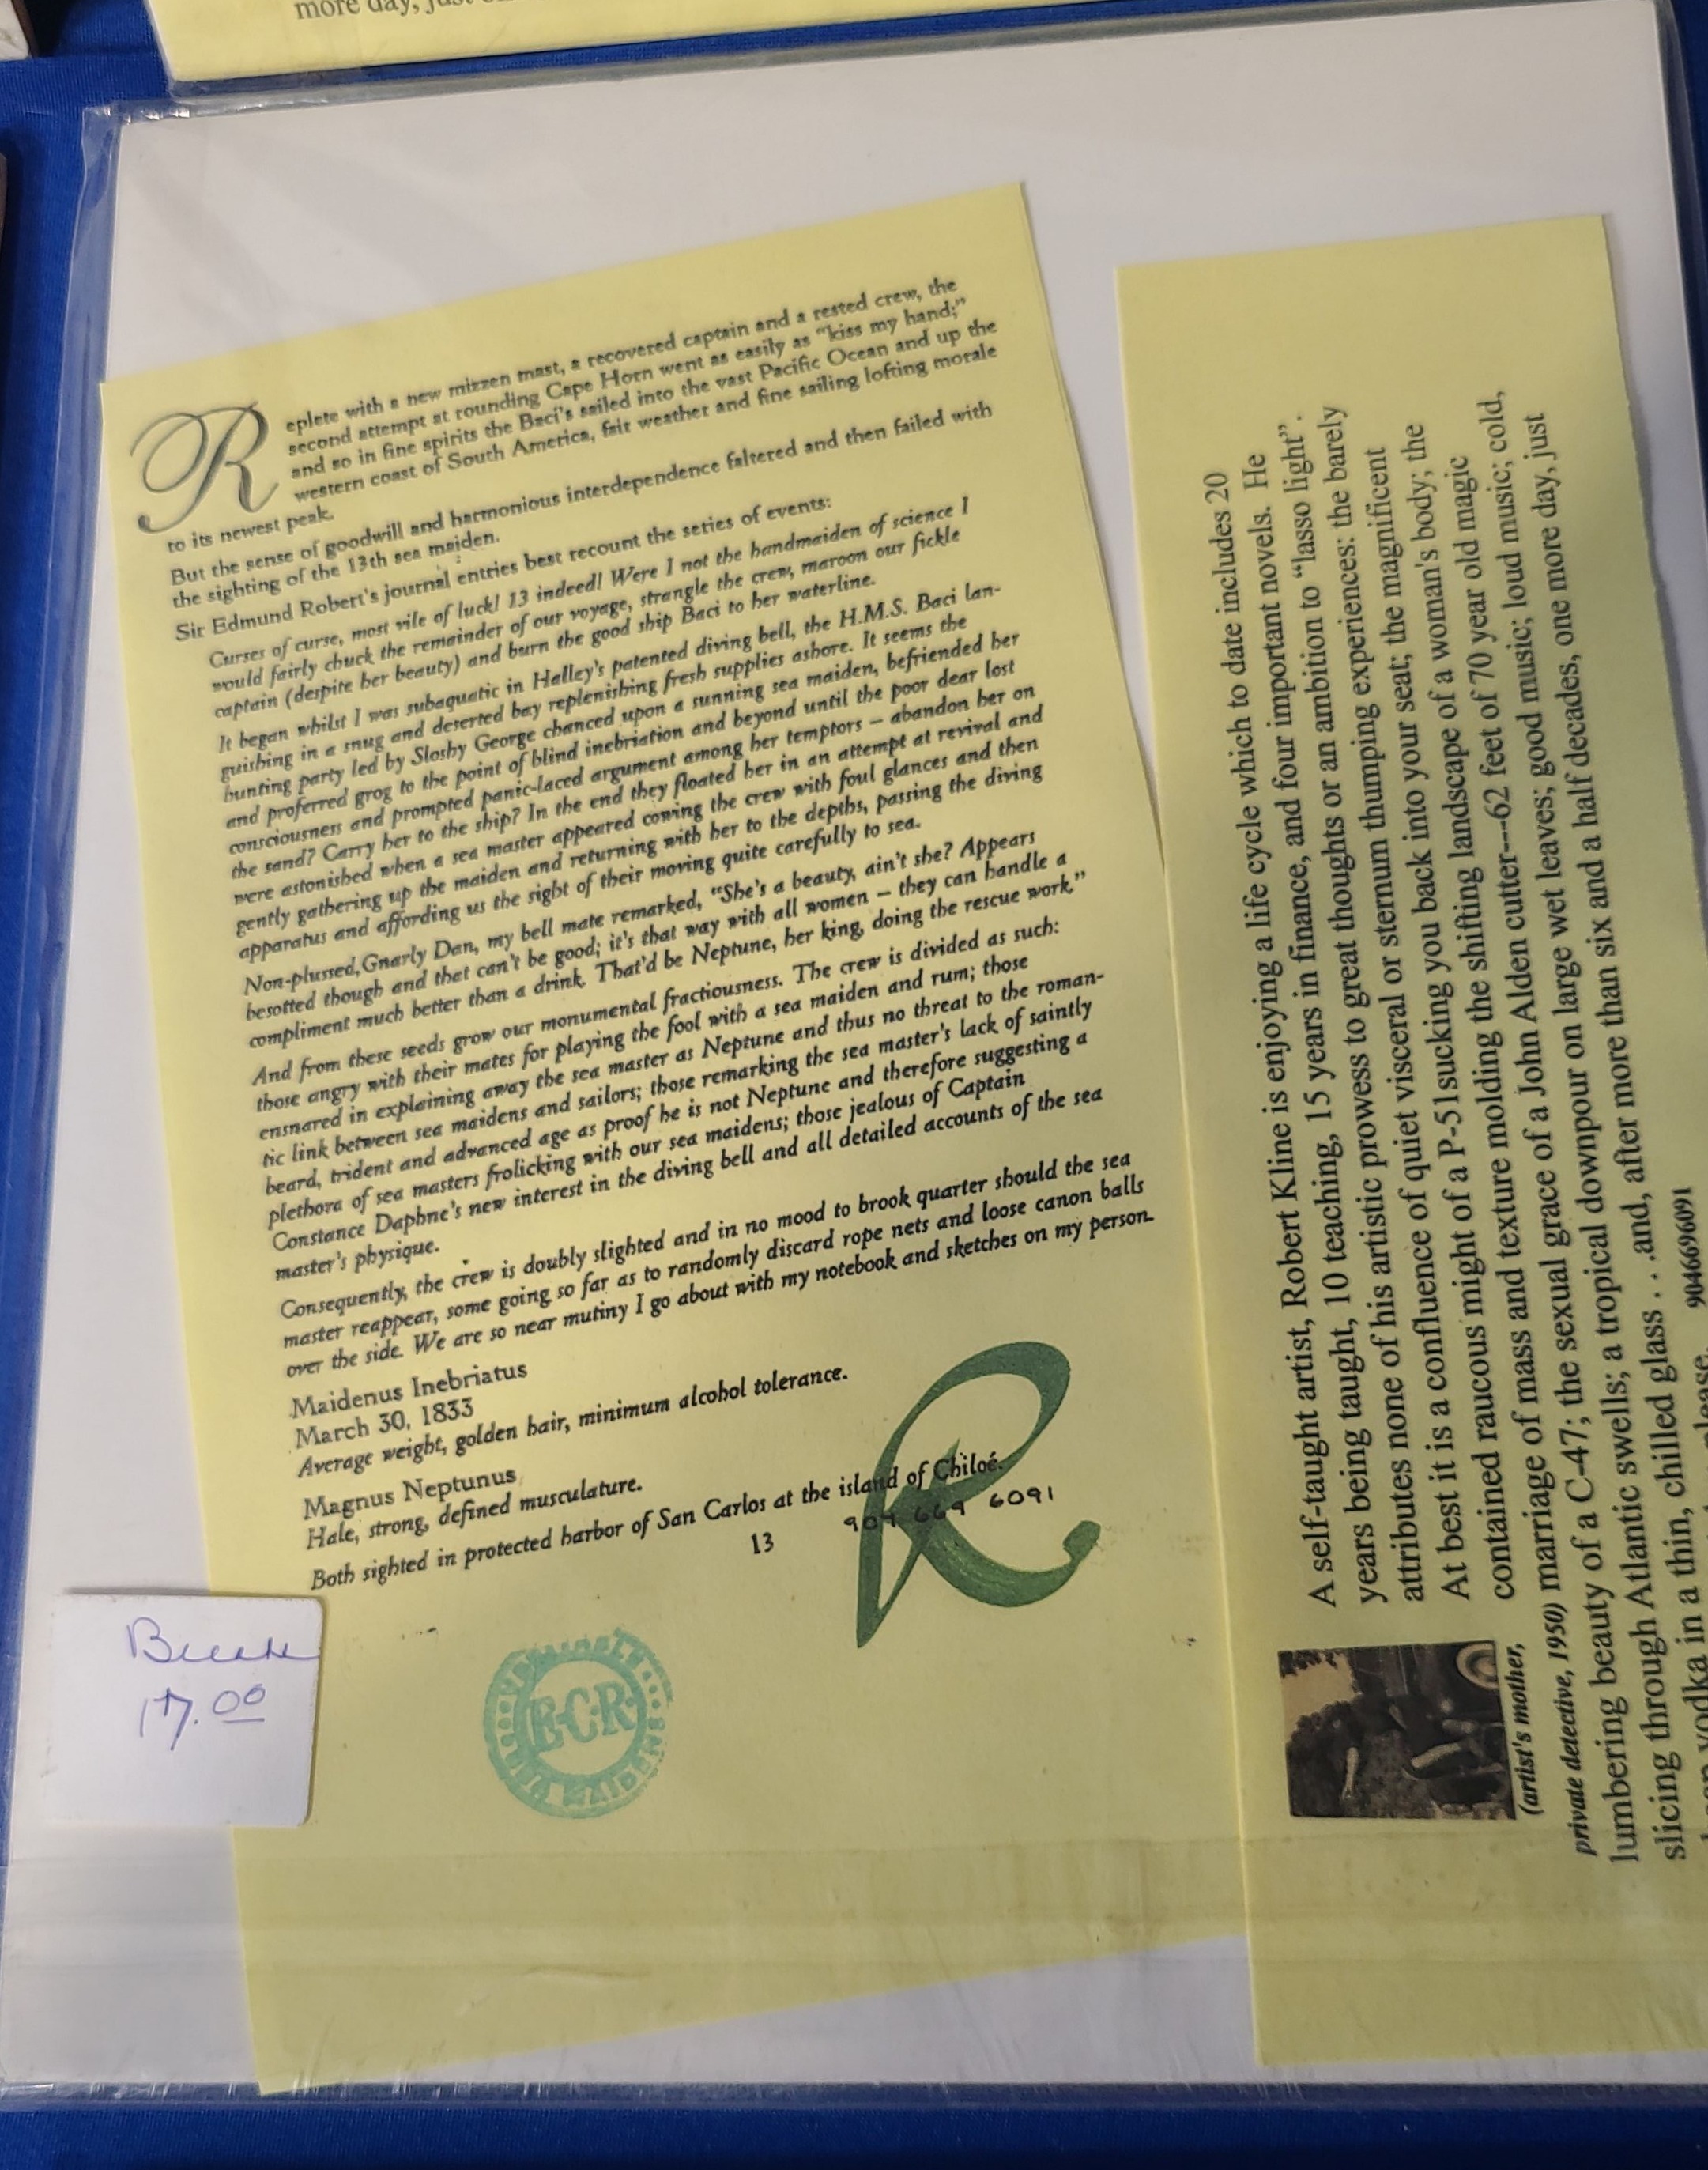 more day, just
Replete with a new mizzen mast, a recovered captain and a rested crew, the
second attempt at rounding Cape Horn went as easily as “kiss my hand;”
and so in fine spirits the Baci's sailed into the vast Pacific Ocean and up the
western coast of South America, fair weather and fine sailing lofting morale
to its newest peak.
But the sense of goodwill and harmonious interdependence faltered and then failed with
the sighting of the 13th sea maiden.
Sir Edmund Robert's journal entries best recount the series of events:
Curses of curse, most vile of luck! 13 indeed! Were I not the handmaiden of science I
would fairly chuck the remainder of our voyage, strangle the crew, maroon our fickle
captain (despite her beauty) and burn the good ship Baci to her waterline.
It began whilst I was subaquatic in Halley's patented diving bell, the H.M.S. Baci lan-
guishing in a snug and deserted bay replenishing fresh supplies ashore. It seems the
hunting party led by Sloshy George chanced upon a sunning sea maiden, befriended her
and proferred grog to the point of blind inebriation and beyond until the poor dear lost
consciousness and prompted panic-laced argument among her temptors – abandon her on
the sand? Carry her to the ship? In the end they floated her in an attempt at revival and
were astonished when a sea master appeared cowing the crew with foul glances and then
gently gathering up the maiden and returning with her to the depths, passing the diving
apparatus and affording us the sight of their moving quite carefully to sea.
Non-plussed, Gnarly Dan, my bell mate remarked, “She's a beauty, ain't she? Appears
besotted though and that can't be good; it's that way with all women – they can handle a
compliment much better than a drink. That'd be Neptune, her king, doing the rescue work.”
And from these seeds grow our monumental fractiousness. The crew is divided as such:
those angry with their mates for playing the fool with a sea maiden and rum; those
ensnared in explaining away the sea master as Neptune and thus no threat to the roman-
tic link between sea maidens and sailors; those remarking the sea master's lack of saintly
beard, trident and advanced age as proof he is not Neptune and therefore suggesting a
plethora of sea masters frolicking with our sea maidens; those jealous of Captain
Constance Daphne's new interest in the diving bell and all detailed accounts of the sea
master's physique.
Consequently, the crew is doubly slighted and in no mood to brook quarter should the sea
master reappear, some going so far as to randomly discard rope nets and loose canon balls
over the side. We are so near mutiny I go about with my notebook and sketches on my person.
Maidenus Inebriatus
March 30, 1833
Average weight, golden hair, minimum alcohol tolerance.
Magnus Neptunus
Hale, strong, defined musculature.
Both sighted in protected harbor of San Carlos at the island of Chiloé.
13
904 669 6091
R
E·C·R
MAIDENS
17.00
A self-taught artist, Robert Kline is enjoying a life cycle which to date includes 20
years being taught, 10 teaching, 15 years in finance, and four important novels. He
attributes none of his artistic prowess to great thoughts or an ambition to “lasso light”.
At best it is a confluence of quiet visceral or sternum thumping experiences: the barely
contained raucous might of a P-51sucking you back into your seat; the magnificent
(artist's mother,
private detective, 1950) marriage of mass and texture molding the shifting landscape of a woman's body; the
lumbering beauty of a C-47; the sexual grace of a John Alden cutter---62 feet of 70 year old magic
slicing through Atlantic swells; a tropical downpour on large wet leaves; good music; loud music; cold,
vodka in a thin, chilled glass . . .and, after more than six and a half decades, one more day, just
please.
9046696091